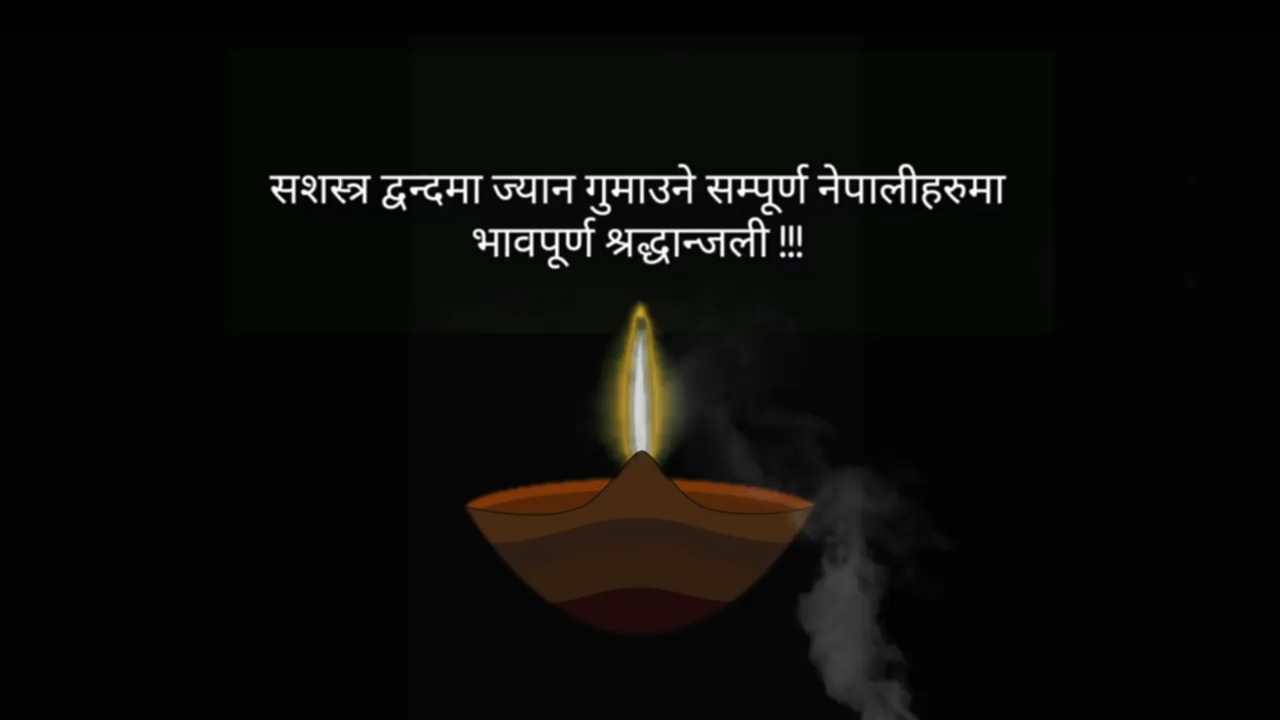 सशस्त्र द्वन्दमा ज्यान गुमाउने सम्पूर्ण नेपालीहरुमा
भावपूर्ण श्रद्धान्जली !!!